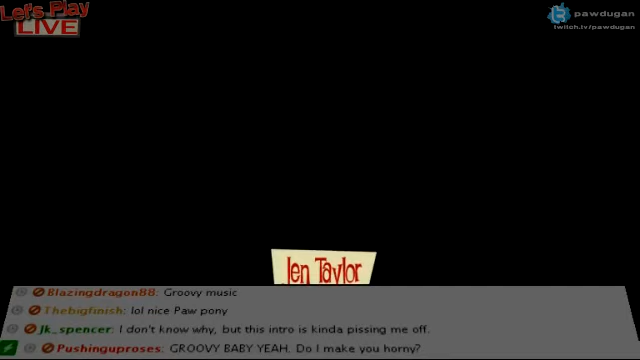 Let's Play
LIVE
pawdugan
twitch.tv/pawdugan
Jen Taylor
Blazingdragon88: Groovy music
Thebigfinish: lol nice Paw pony
Jk_spencer: I don't know why, but this intro is kinda pissing me off.
Pushinguproses: GROOVY BABY YEAH. Do I make you horny?